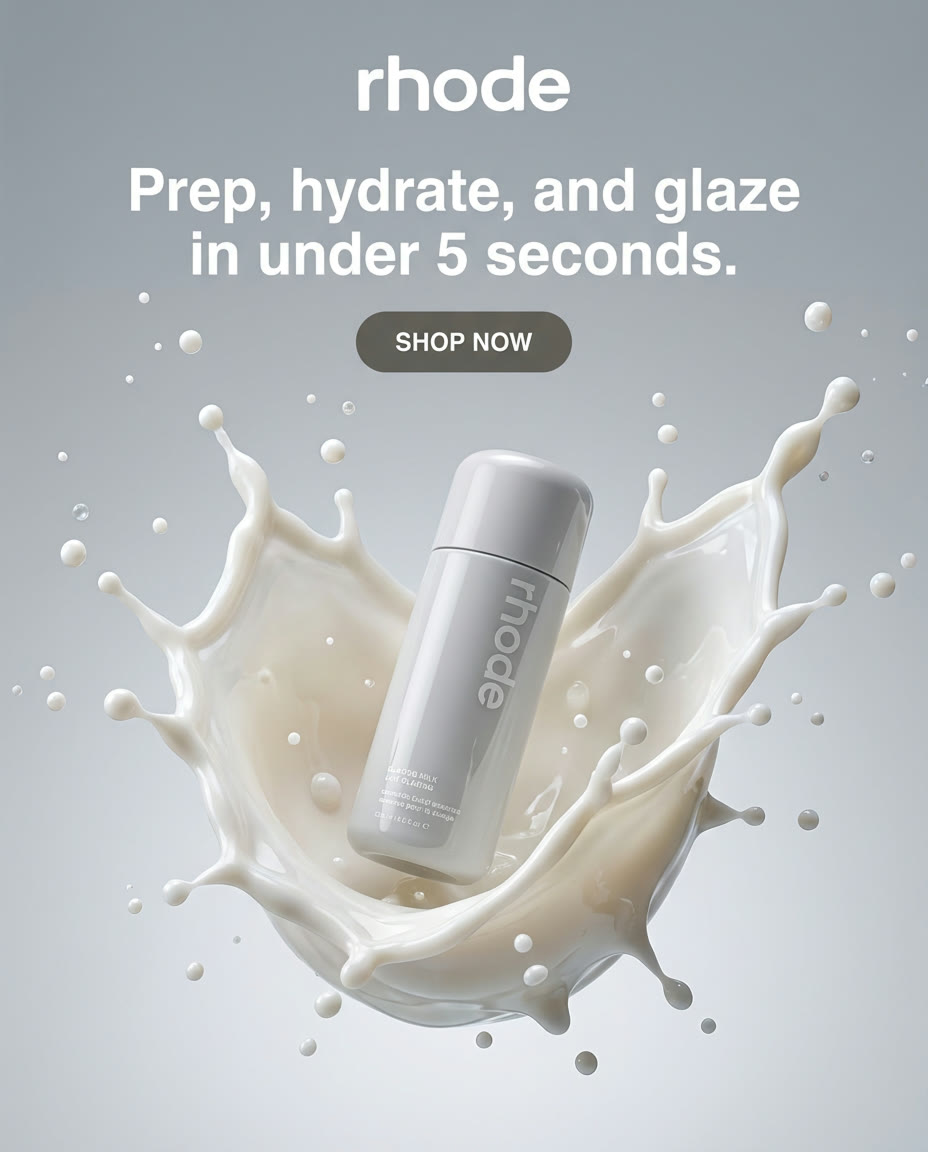 rhode
Prep, hydrate, and glaze
in under 5 seconds.
SHOP NOW
rhode